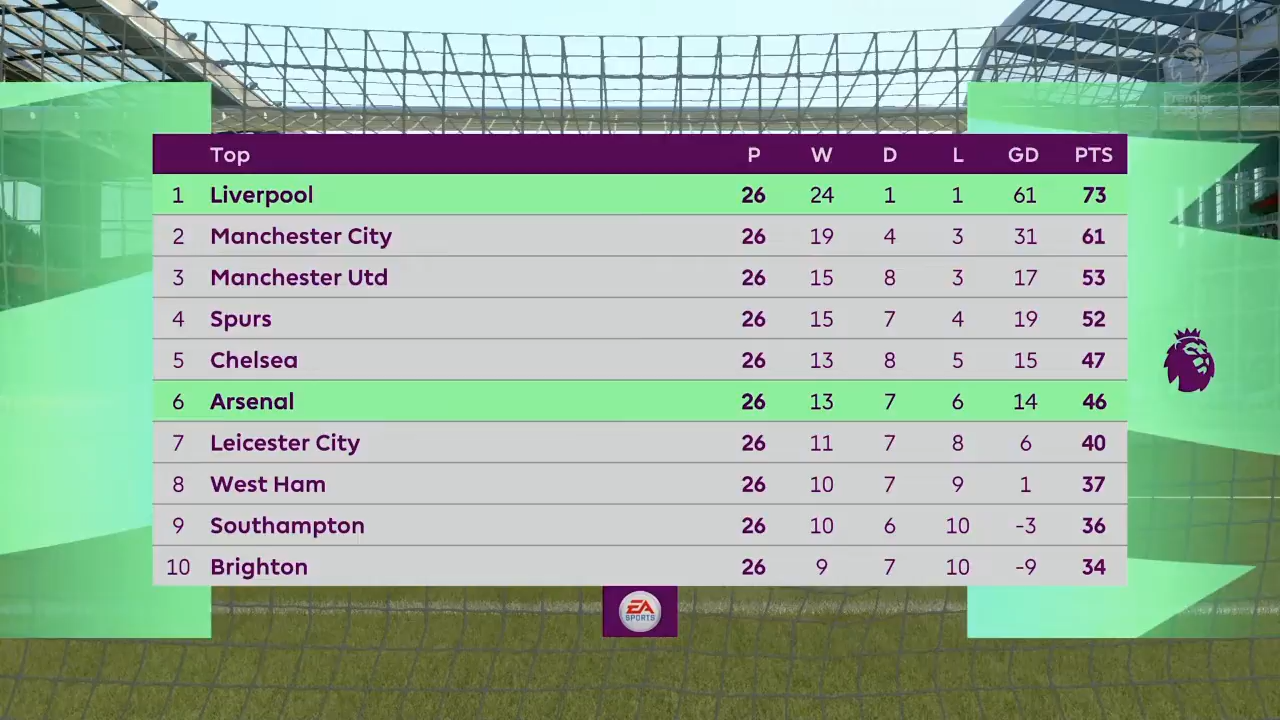 Top P W D L GD PTS
1 Liverpool 26 24 1 1 61 73
2 Manchester City 26 19 4 3 31 61
3 Manchester Utd 26 15 8 3 17 53
4 Spurs 26 15 7 4 19 52
5 Chelsea 26 13 8 5 15 47
6 Arsenal 26 13 7 6 14 46
7 Leicester City 26 11 7 8 6 40
8 West Ham 26 10 7 9 1 37
9 Southampton 26 10 6 10 -3 36
10 Brighton 26 9 7 10 -9 34
EA
SPORTS
Premier
League